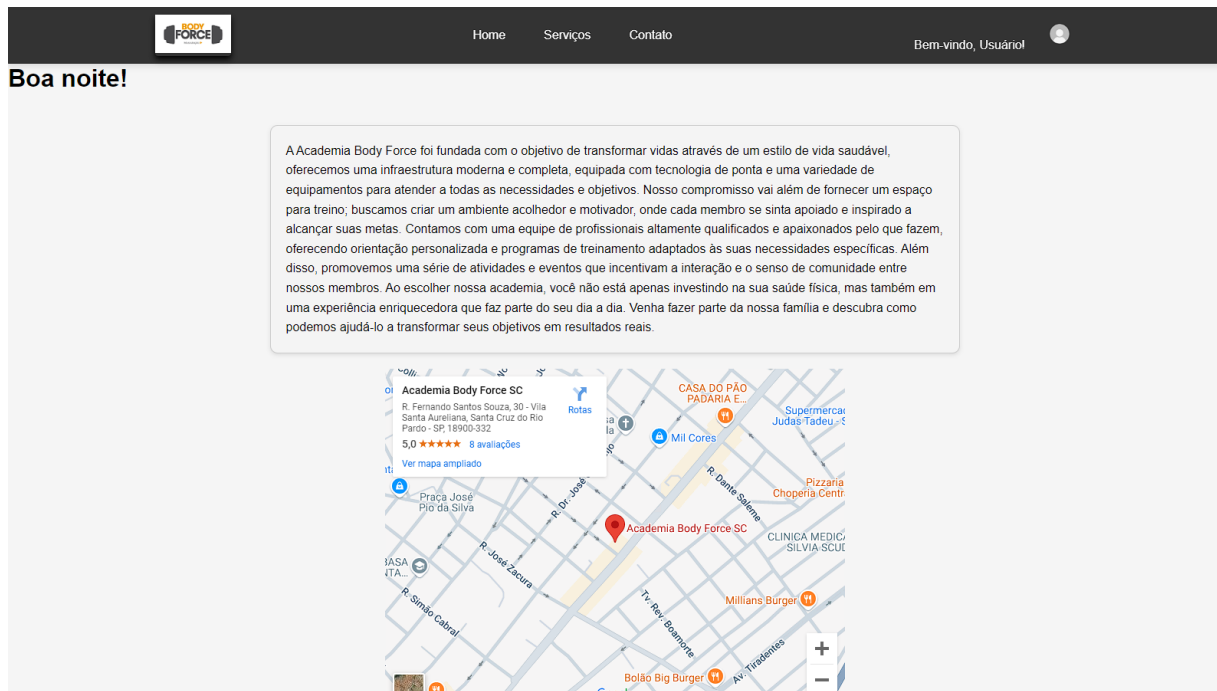 BODY
FORCE
Home
Serviços
Contato
Bem-vindo, Usuário!
Boa noite!
A Academia Body Force foi fundada com o objetivo de transformar vidas através de um estilo de vida saudável,
oferecemos uma infraestrutura moderna e completa, equipada com tecnologia de ponta e uma variedade de
equipamentos para atender a todas as necessidades e objetivos. Nosso compromisso vai além de fornecer um espaço
para treino; buscamos criar um ambiente acolhedor e motivador, onde cada membro se sinta apoiado e inspirado a
alcançar suas metas. Contamos com uma equipe de profissionais altamente qualificados e apaixonados pelo que fazem,
oferecendo orientação personalizada e programas de treinamento adaptados às suas necessidades específicas. Além
disso, promovemos uma série de atividades e eventos que incentivam a interação e o senso de comunidade entre
nossos membros. Ao escolher nossa academia, você não está apenas investindo na sua saúde física, mas também em
uma experiência enriquecedora que faz parte do seu dia a dia. Venha fazer parte da nossa família e descubra como
podemos ajudá-lo a transformar seus objetivos em resultados reais.
Academia Body Force SC
Rotas
R. Fernando Santos Souza, 30 - Vila
Santa Aureliana, Santa Cruz do Rio
Pardo - SP, 18900-332
5,0 ★★★★★ 8 avaliações
Ver mapa ampliado
CASA DO PÃO
PADARIA E...
Supermercad
Judas Tadeu - S
Mil Cores
R. Dr. José
R. Dante Saleme
Pizzaria
Choperia Centr
Praça José
Pio da Silva
Academia Body Force SC
CLINICA MEDICA
SILVIA SCUD
R. José Zacura
BASA
NTA...
R. Simão Cabral
Millians Burger
Tv. Rev. Boamorte
Av. Tiradentes
Bolão Big Burger